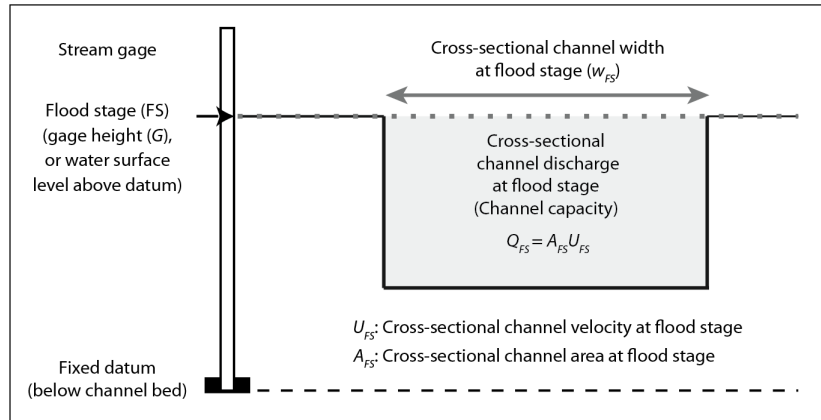 Stream gage
Cross-sectional channel width
at flood stage (w_FS)
Flood stage (FS)
(gage height (G),
or water surface
level above datum)
Cross-sectional
channel discharge
at flood stage
(Channel capacity)
Q_FS = A_FS U_FS
U_FS: Cross-sectional channel velocity at flood stage
A_FS: Cross-sectional channel area at flood stage
Fixed datum
(below channel bed)